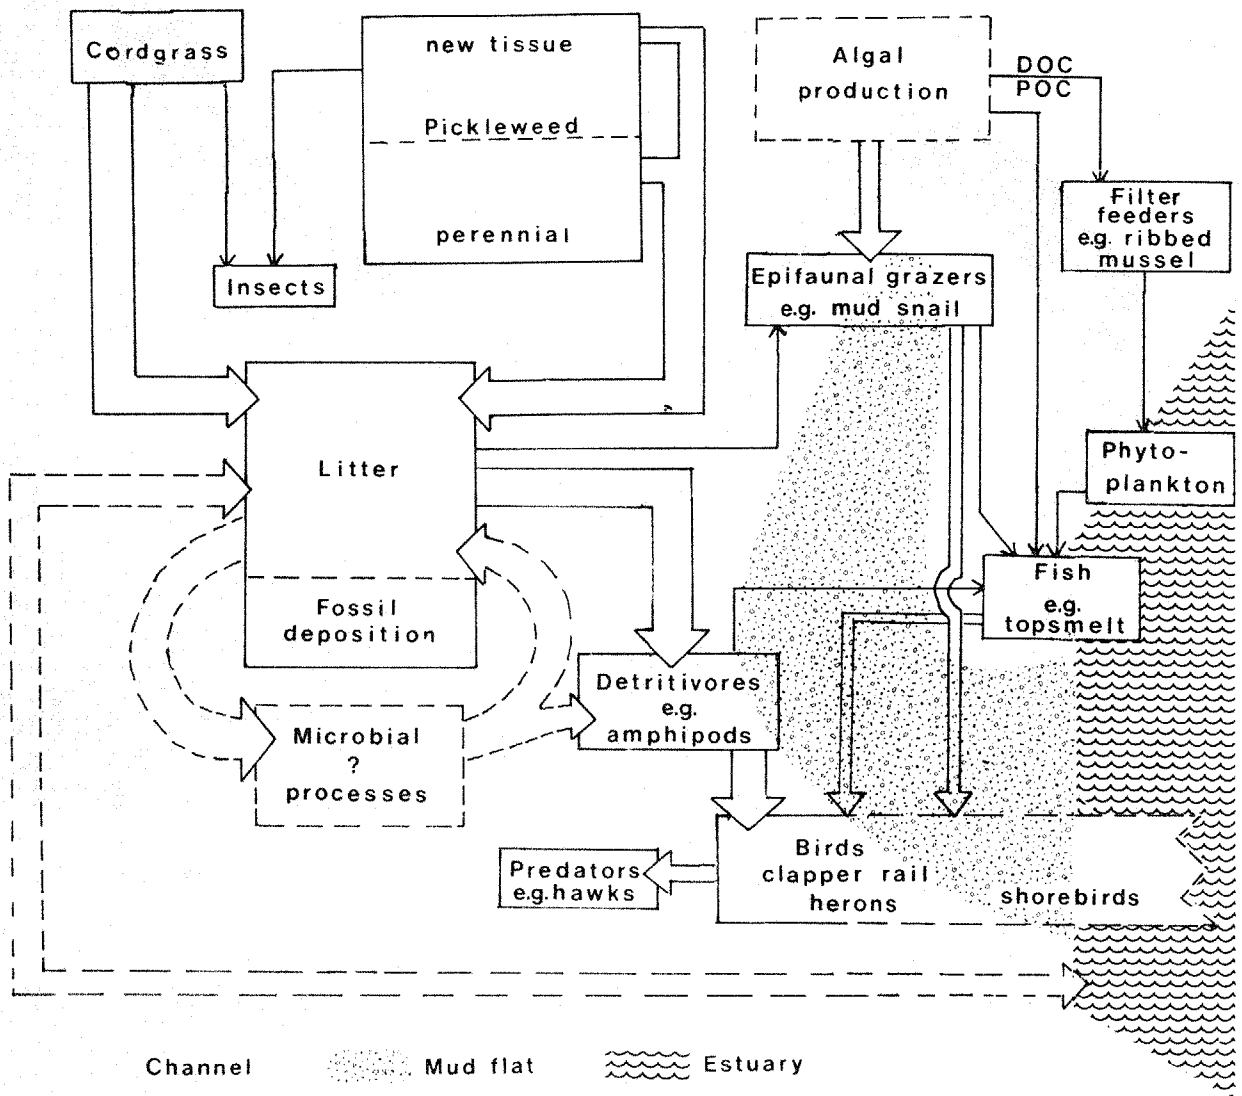 Cordgrass
new tissue
Pickleweed
perennial
Algal
production
DOC
POC
Filter
feeders
e.g. ribbed
mussel
Insects
Epifaunal grazers
e.g. mud snail
Litter
Phyto-
plankton
Fossil
deposition
Fish
e.g.
topsmelt
Detritivores
e.g.
amphipods
Microbial
?
processes
Birds
clapper rail
herons
shorebirds
Predators
e.g. hawks
Channel
Mud flat
Estuary